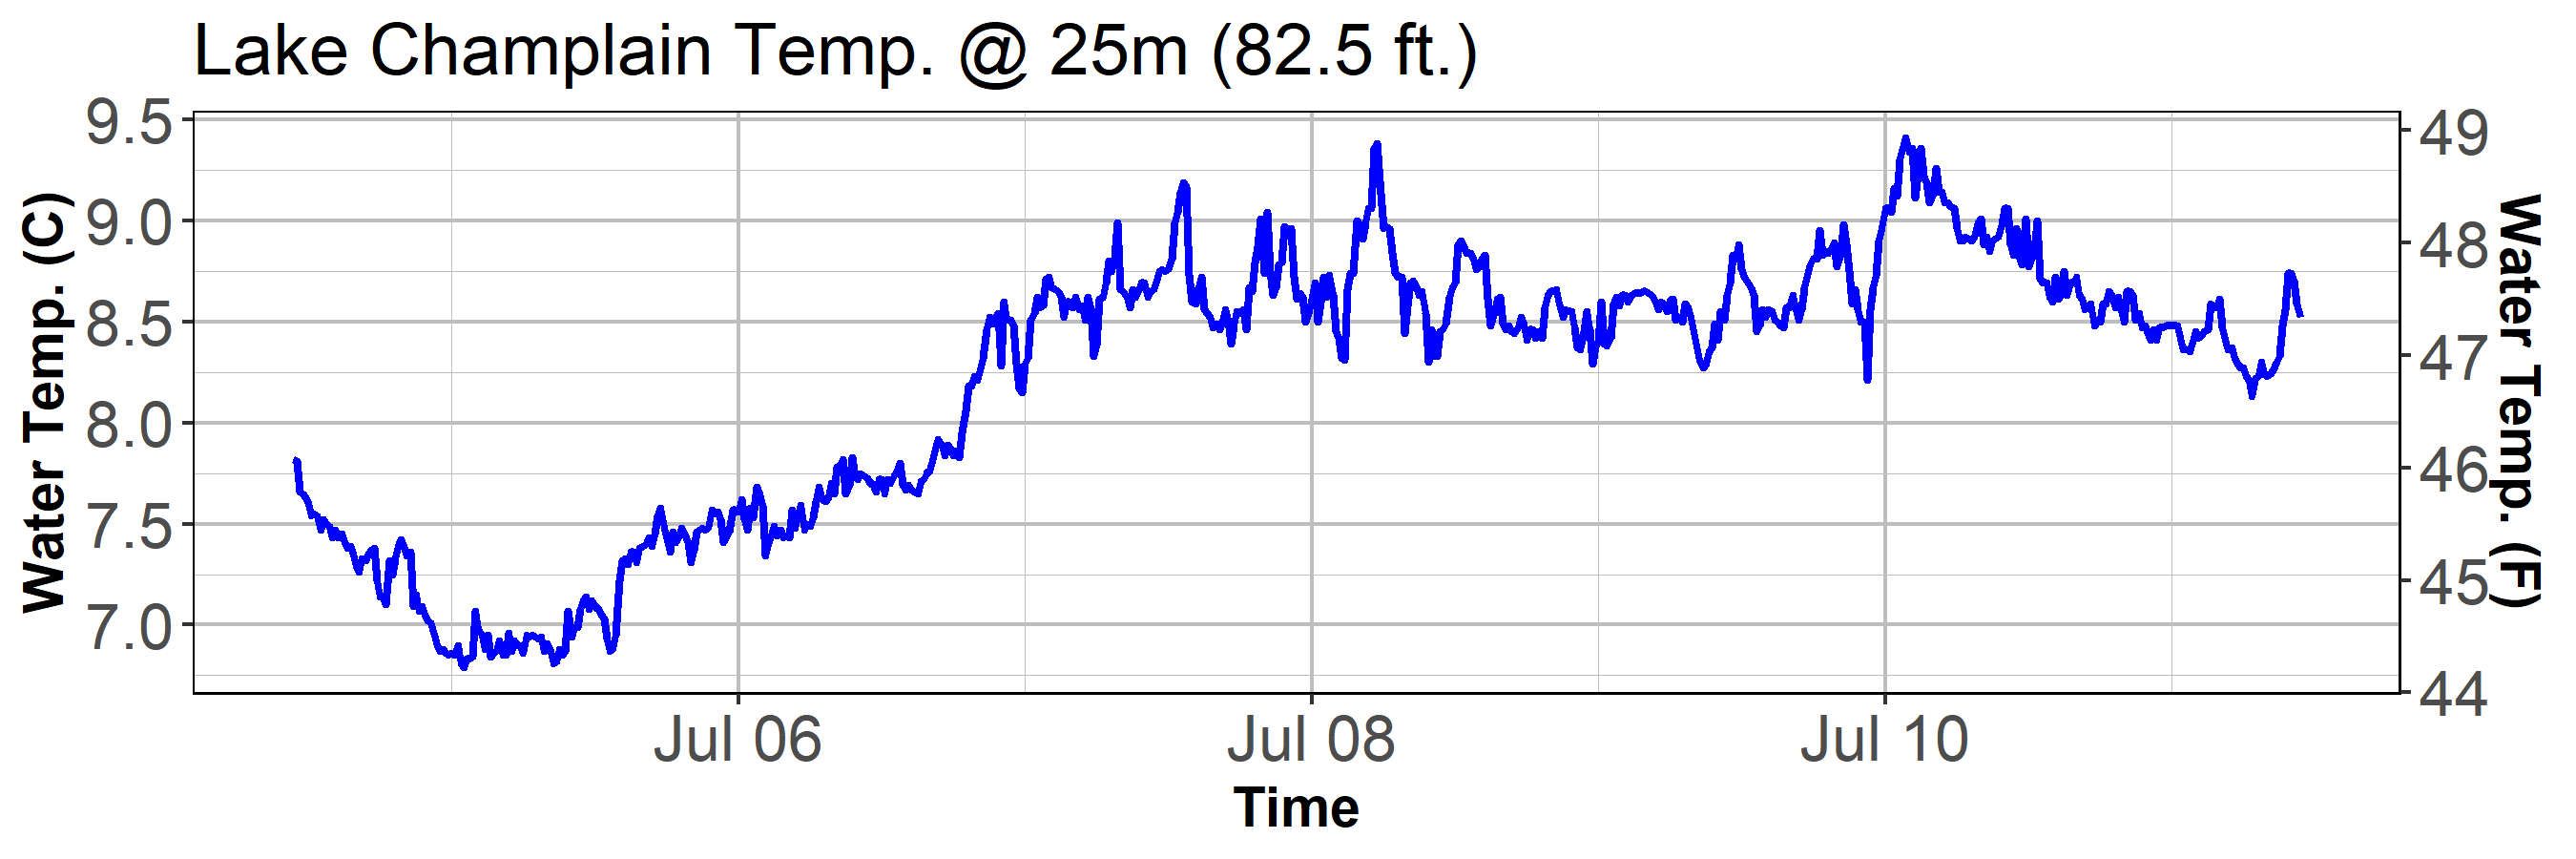 Lake Champlain Temp. @ 25m (82.5 ft.)
Water Temp. (C)
9.5
9.0
8.5
8.0
7.5
7.0
49
48
47
46
45
44
Water Temp. (F)
Jul 06 Jul 08 Jul 10
Time